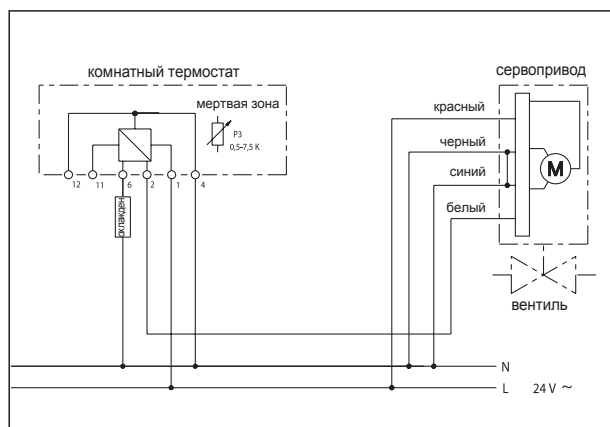 комнатный термостат
сервопривод
мертвая зона
P3
0,5–7,5 K
красный
черный
синий
белый
M
12 11 6 2 1 4
охлажден
вентиль
N
L 24 V ~